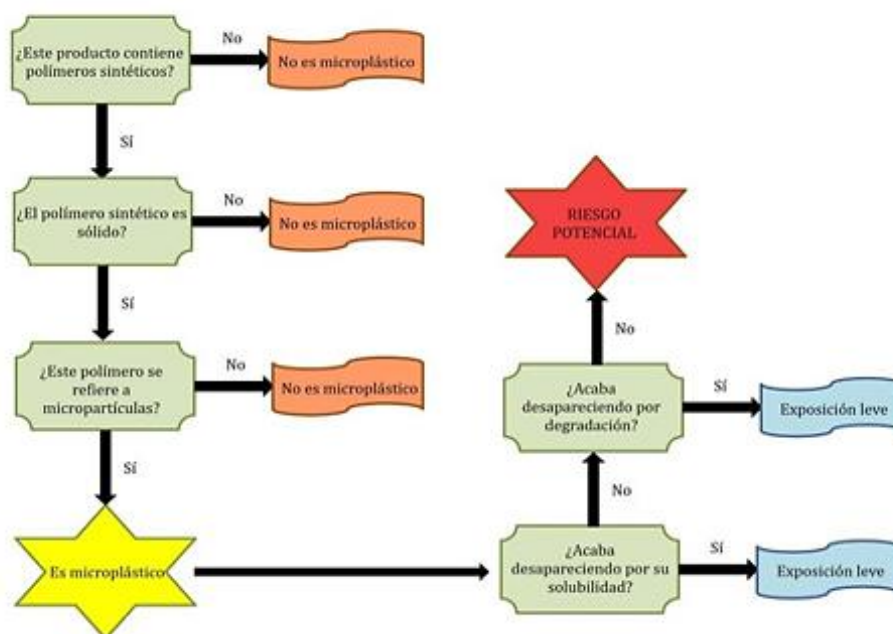 ¿Este producto contiene
polímeros sintéticos?
No
No es microplástico
Sí
¿El polímero sintético es
sólido?
No
No es microplástico
Sí
¿Este polímero se
refiere a
micropartículas?
No
No es microplástico
Sí
Es microplástico
¿Acaba
desapareciendo por su
solubilidad?
Sí
Exposición leve
No
¿Acaba
desapareciendo por
degradación?
Sí
Exposición leve
No
RIESGO
POTENCIAL